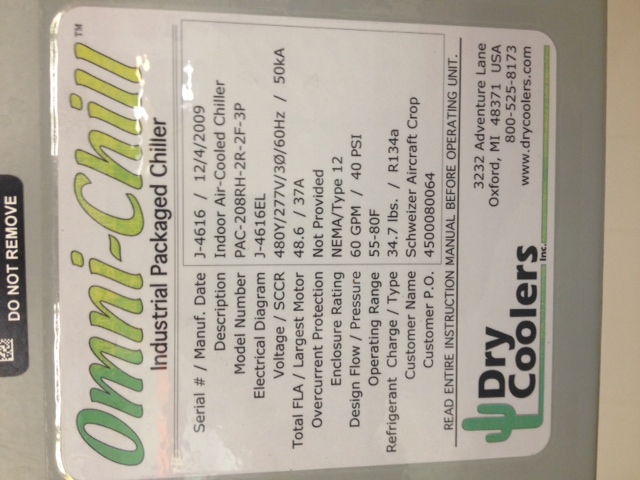 DO NOT REMOVE
Omni-Chill™
Industrial Packaged Chiller
Serial # / Manuf. Date J-4616 / 12/4/2009
Description Indoor Air-Cooled Chiller
Model Number PAC-208RH-2R-2F-3P
Electrical Diagram J-4616EL
Voltage / SCCR 480Y/277V/3Ø/60Hz / 50kA
Total FLA / Largest Motor 48.6 / 37A
Overcurrent Protection Not Provided
Enclosure Rating NEMA/Type 12
Design Flow / Pressure 60 GPM / 40 PSI
Operating Range 55-80F
Refrigerant Charge / Type 34.7 lbs. / R134a
Customer Name Schweizer Aircraft Crop
Customer P.O. 4500080064
READ ENTIRE INSTRUCTION MANUAL BEFORE OPERATING UNIT.
Dry
Coolers Inc.
3232 Adventure Lane
Oxford, MI 48371 USA
800-525-8173
www.drycoolers.com